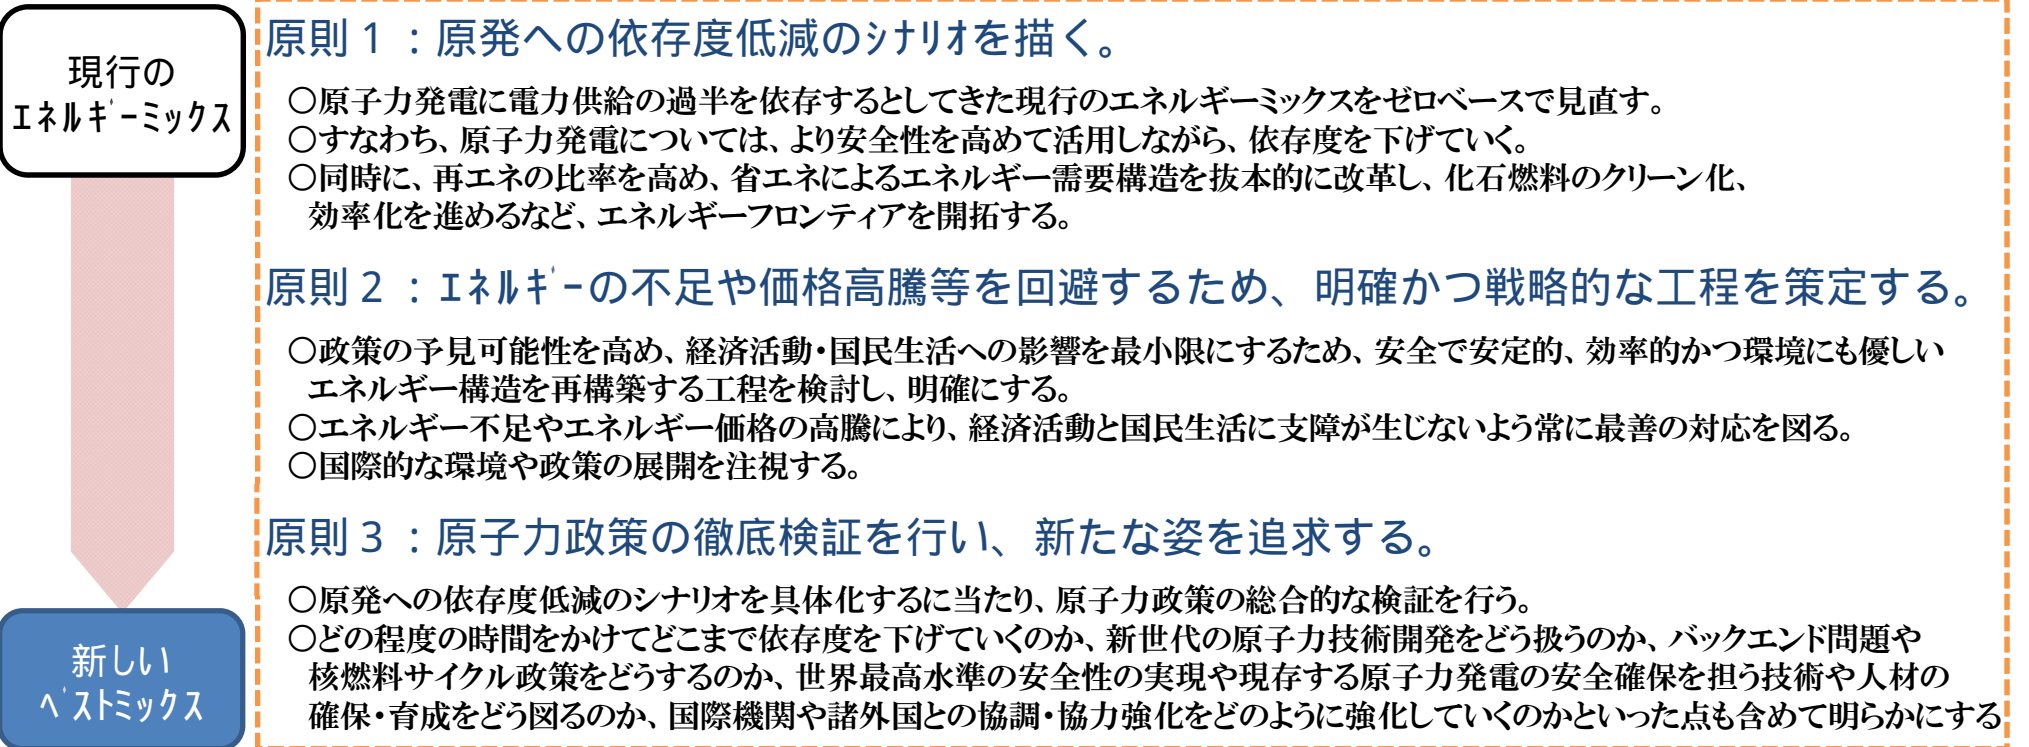 現行の
ｴﾈﾙｷﾞｰﾐｯｸｽ
原則１：原発への依存度低減のｼﾅﾘｵを描く。
○原子力発電に電力供給の過半を依存するとしてきた現行のエネルギーミックスをゼロベースで見直す。
○すなわち、原子力発電については、より安全性を高めて活用しながら、依存度を下げていく。
○同時に、再エネの比率を高め、省エネによるエネルギー需要構造を抜本的に改革し、化石燃料のクリーン化、
効率化を進めるなど、エネルギーフロンティアを開拓する。
原則２：ｴﾈﾙｷﾞｰの不足や価格高騰等を回避するため、明確かつ戦略的な工程を策定する。
○政策の予見可能性を高め、経済活動・国民生活への影響を最小限にするため、安全で安定的、効率的かつ環境にも優しい
エネルギー構造を再構築する工程を検討し、明確にする。
○エネルギー不足やエネルギー価格の高騰により、経済活動と国民生活に支障が生じないよう常に最善の対応を図る。
○国際的な環境や政策の展開を注視する。
原則３：原子力政策の徹底検証を行い、新たな姿を追求する。
○原発への依存度低減のシナリオを具体化するに当たり、原子力政策の総合的な検証を行う。
○どの程度の時間をかけてどこまで依存度を下げていくのか、新世代の原子力技術開発をどう扱うのか、バックエンド問題や
核燃料サイクル政策をどうするのか、世界最高水準の安全性の実現や現存する原子力発電の安全確保を担う技術や人材の
確保・育成をどう図るのか、国際機関や諸外国との協調・協力強化をどのように強化していくのかといった点も含めて明らかにする
新しい
ﾍﾞｽﾄﾐｯｸｽ